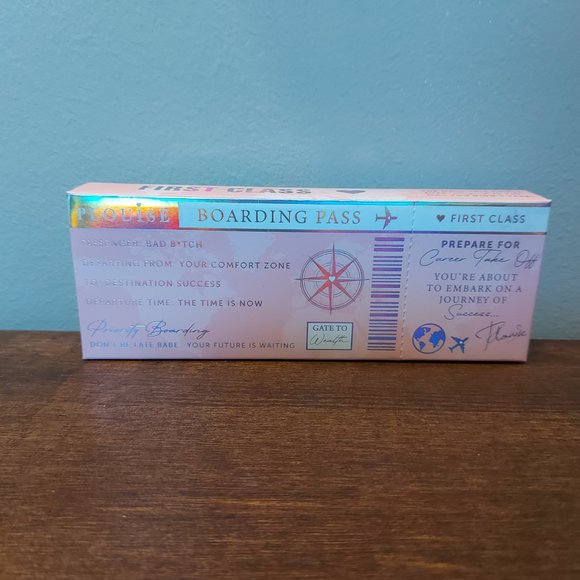 FIRST CLASS
P.LOUISE BOARDING PASS
♥ FIRST CLASS
PASSENGER: BAD B*TCH
DEPARTING FROM: YOUR COMFORT ZONE
TO: DESTINATION SUCCESS
DEPARTURE TIME: THE TIME IS NOW
Priority Boarding
DON'T BE LATE BABE. YOUR FUTURE IS WAITING
GATE TO
Wealth
PREPARE FOR
Career Take Off
YOU'RE ABOUT
TO EMBARK ON A
JOURNEY OF
Success...
P.Louise